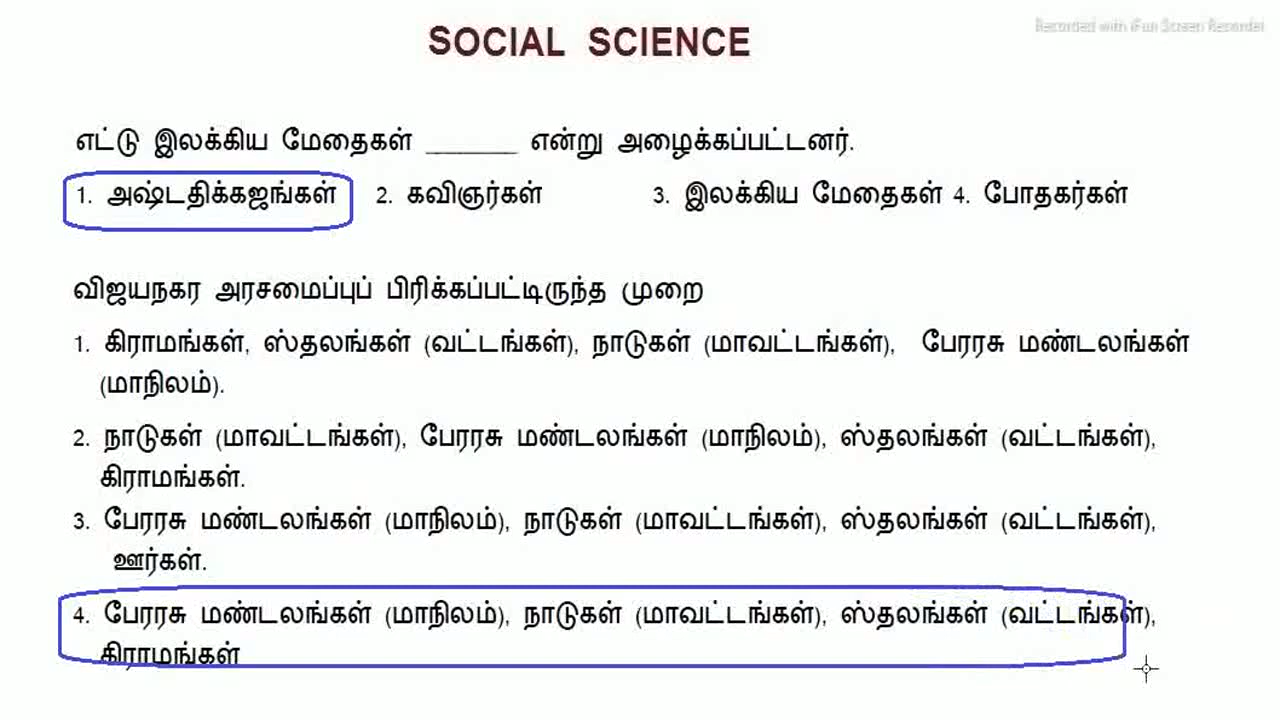 Recorded with iFun Screen Recorder
SOCIAL SCIENCE
எட்டு இலக்கிய மேதைகள் _______ என்று அழைக்கப்பட்டனர்.
1. அஷ்டதிக்கஜங்கள் 2. கவிஞர்கள் 3. இலக்கிய மேதைகள் 4. போதகர்கள்
விஜயநகர அரசமைப்புப் பிரிக்கப்பட்டிருந்த முறை
1. கிராமங்கள், ஸ்தலங்கள் (வட்டங்கள்), நாடுகள் (மாவட்டங்கள்), பேரரசு மண்டலங்கள்
(மாநிலம்).
2. நாடுகள் (மாவட்டங்கள்), பேரரசு மண்டலங்கள் (மாநிலம்), ஸ்தலங்கள் (வட்டங்கள்),
கிராமங்கள்.
3. பேரரசு மண்டலங்கள் (மாநிலம்), நாடுகள் (மாவட்டங்கள்), ஸ்தலங்கள் (வட்டங்கள்),
ஊர்கள்.
4. பேரரசு மண்டலங்கள் (மாநிலம்), நாடுகள் (மாவட்டங்கள்), ஸ்தலங்கள் (வட்டங்கள்),
கிராமங்கள்